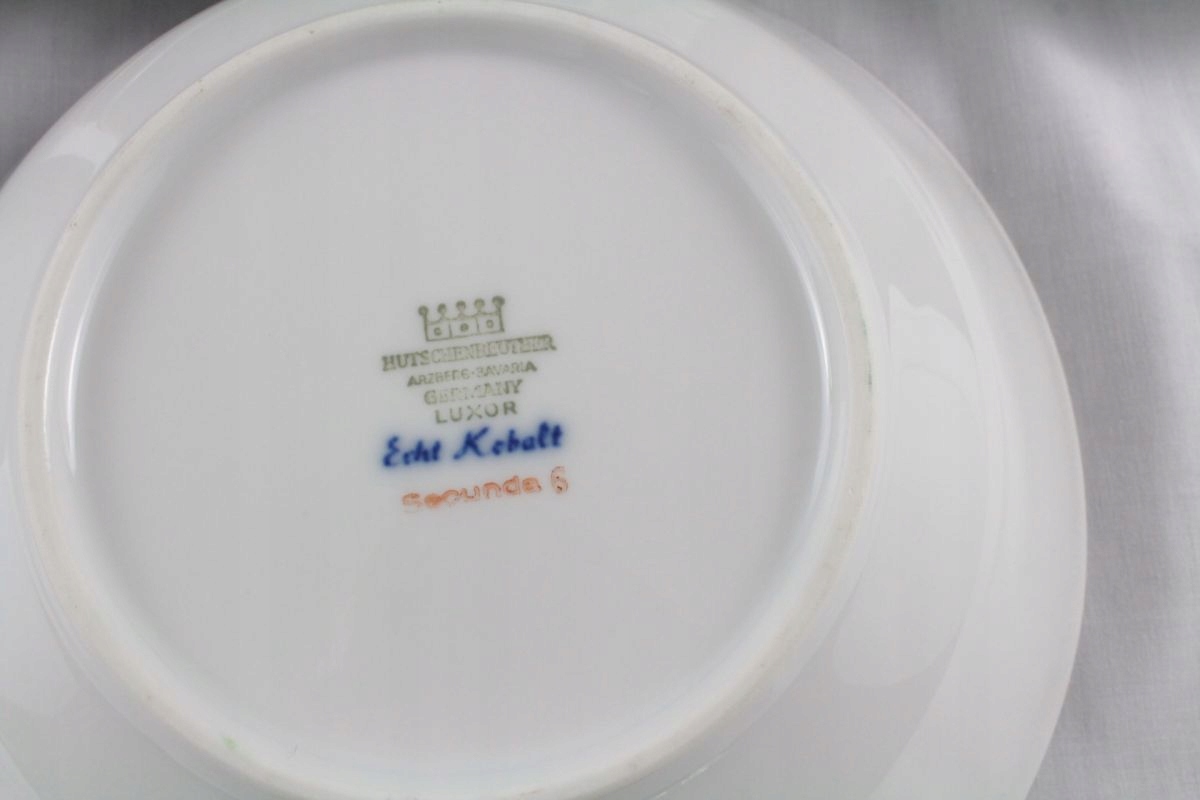 HUTSCHENREUTHER
ARZBERG-BAVARIA
GERMANY
LUXOR
Echt Kobalt
Secunda 6